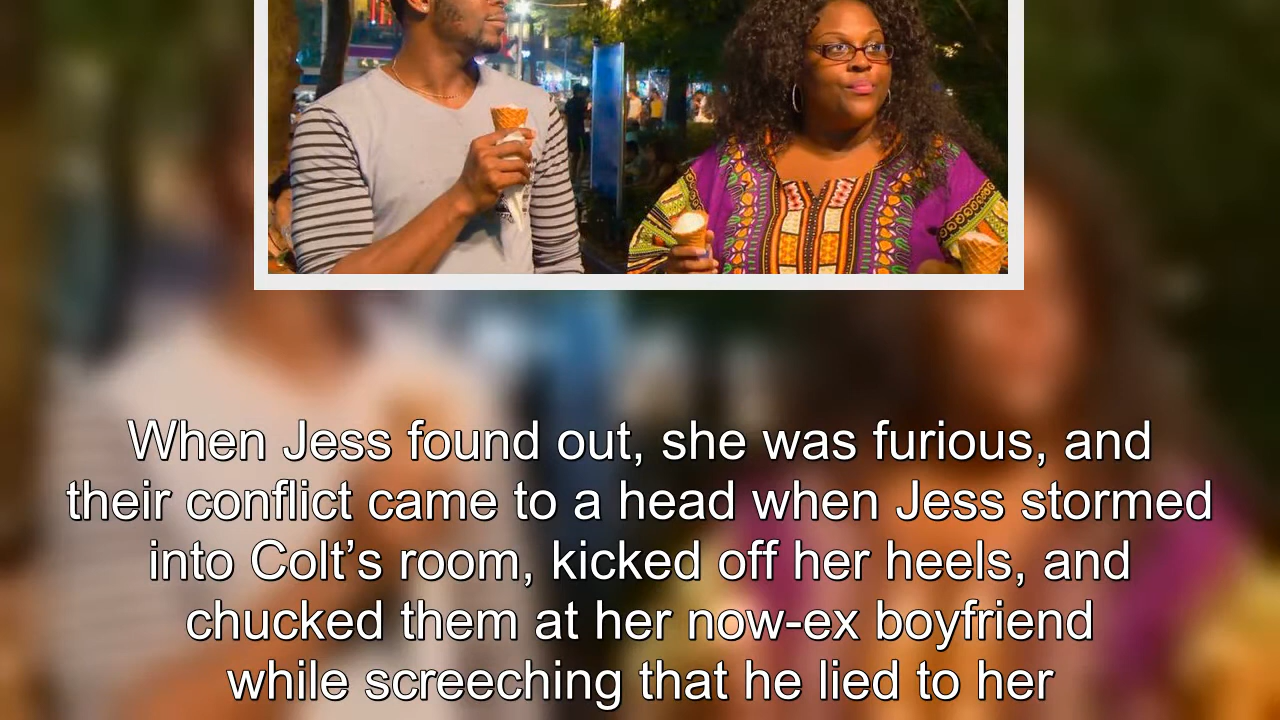 When Jess found out, she was furious, and
their conflict came to a head when Jess stormed
into Colt’s room, kicked off her heels, and
chucked them at her now-ex boyfriend
while screeching that he lied to her